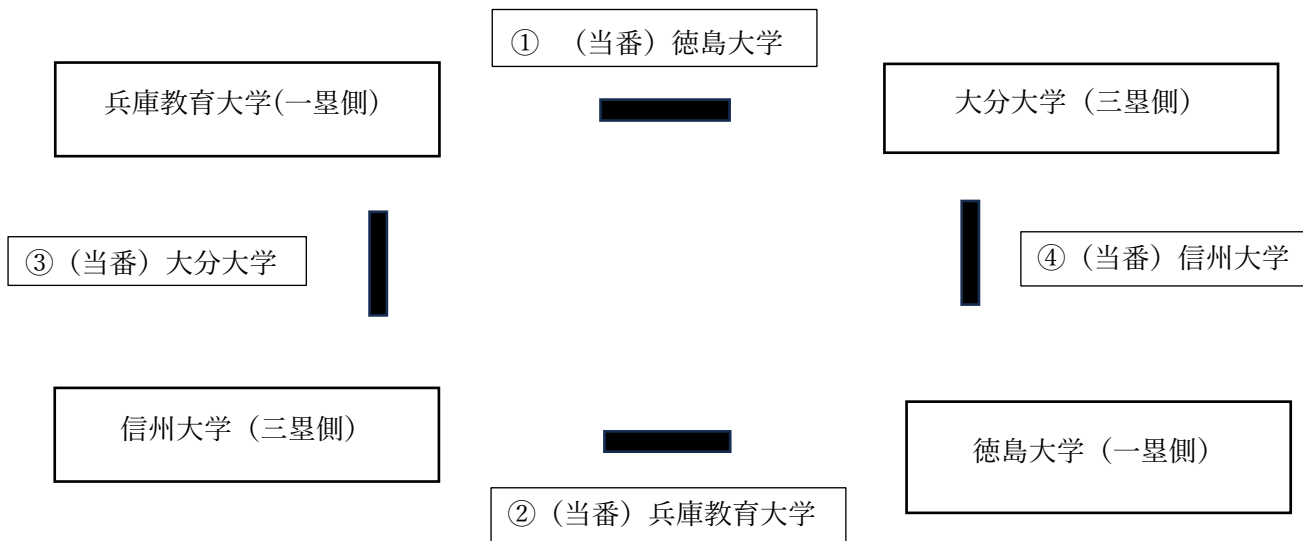 ① （当番）徳島大学
兵庫教育大学(一塁側)
大分大学（三塁側）
③（当番）大分大学
④（当番）信州大学
信州大学（三塁側）
徳島大学（一塁側）
②（当番）兵庫教育大学